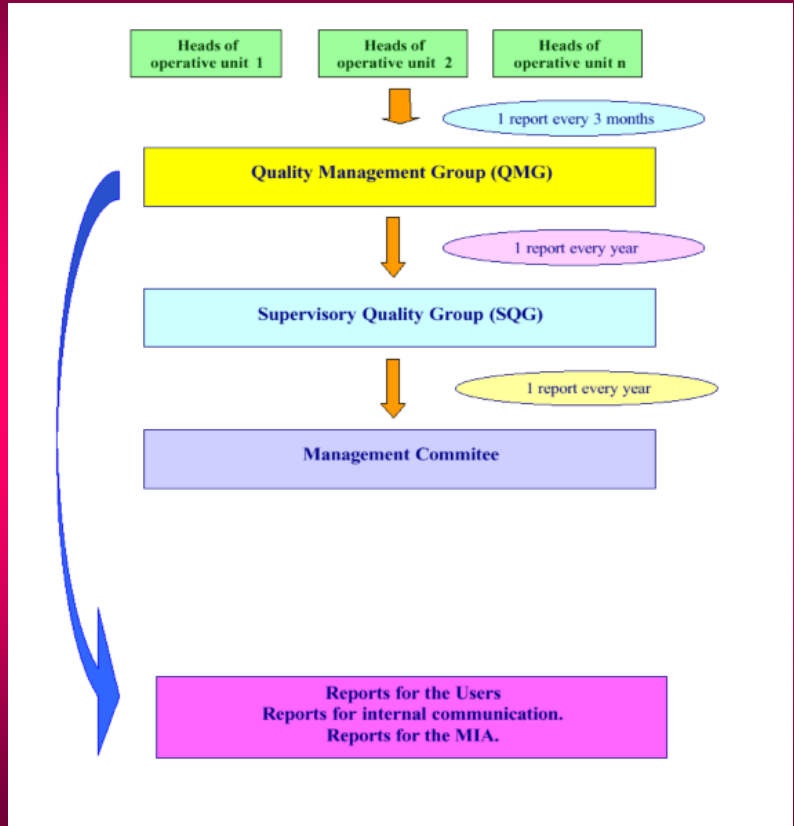 Heads of
operative unit 1
Heads of
operative unit 2
Heads of
operative unit n
1 report every 3 months
Quality Management Group (QMG)
1 report every year
Supervisory Quality Group (SQG)
1 report every year
Management Commitee
Reports for the Users
Reports for internal communication.
Reports for the MIA.